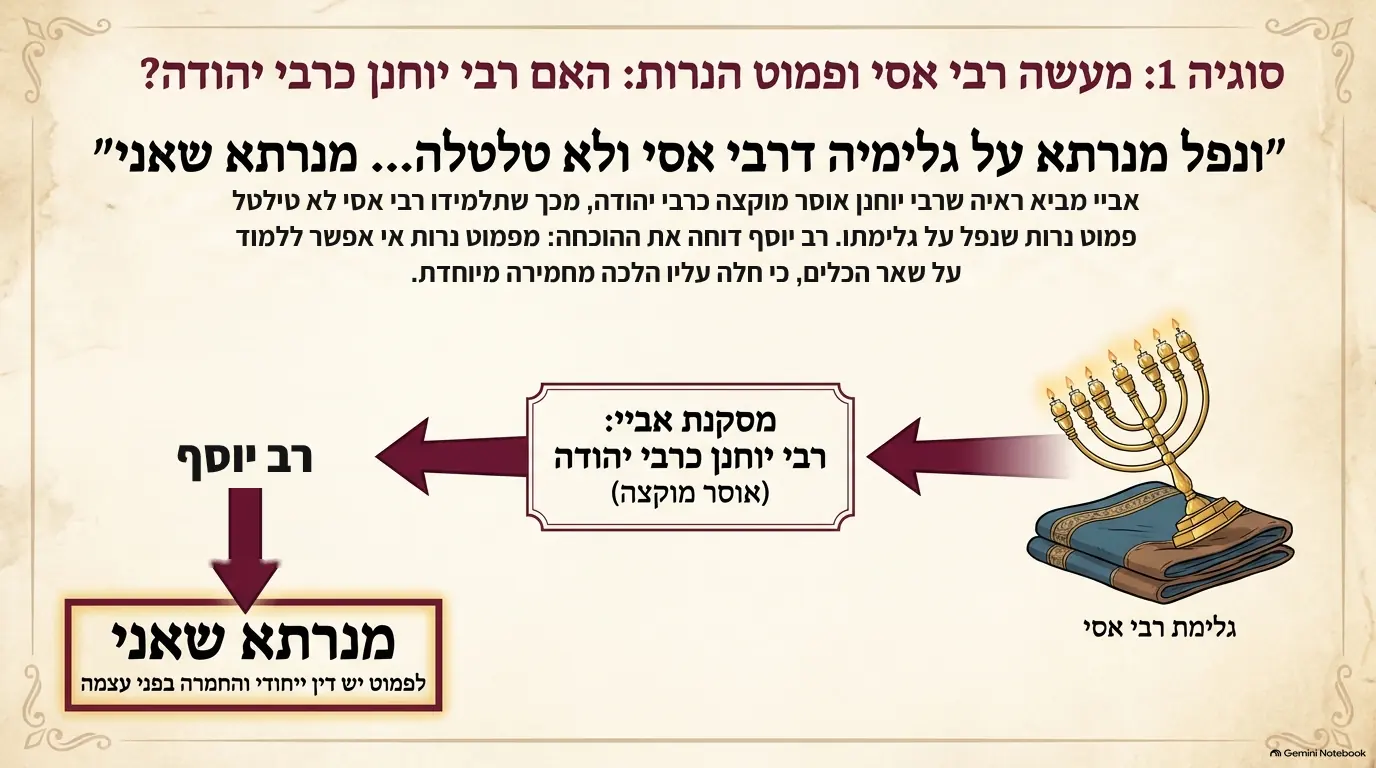 סוגיה 1: מעשה רבי אסי ופמוט הנרות: האם רבי יוחנן כרבי יהודה?
"ונפל מנרתא על גלימיה דרבי אסי ולא טלטלה... מנרתא שאני"
אביי מביא ראיה שרבי יוחנן אוסר מוקצה כרבי יהודה, מכך שתלמידו רבי אסי לא טילטל
פמוט נרות שנפל על גלימתו. רב יוסף דוחה את ההוכחה: מפמוט נרות אי אפשר ללמוד
על שאר הכלים, כי חלה עליו הלכה מחמירה מיוחדת.
מסקנת אביי:
רבי יוחנן כרבי יהודה
(אוסר מוקצה)
רב יוסף
גלימת רבי אסי
מנרתא שאני
לפמוט יש דין ייחודי והחמרה בפני עצמה
Gemini Notebook